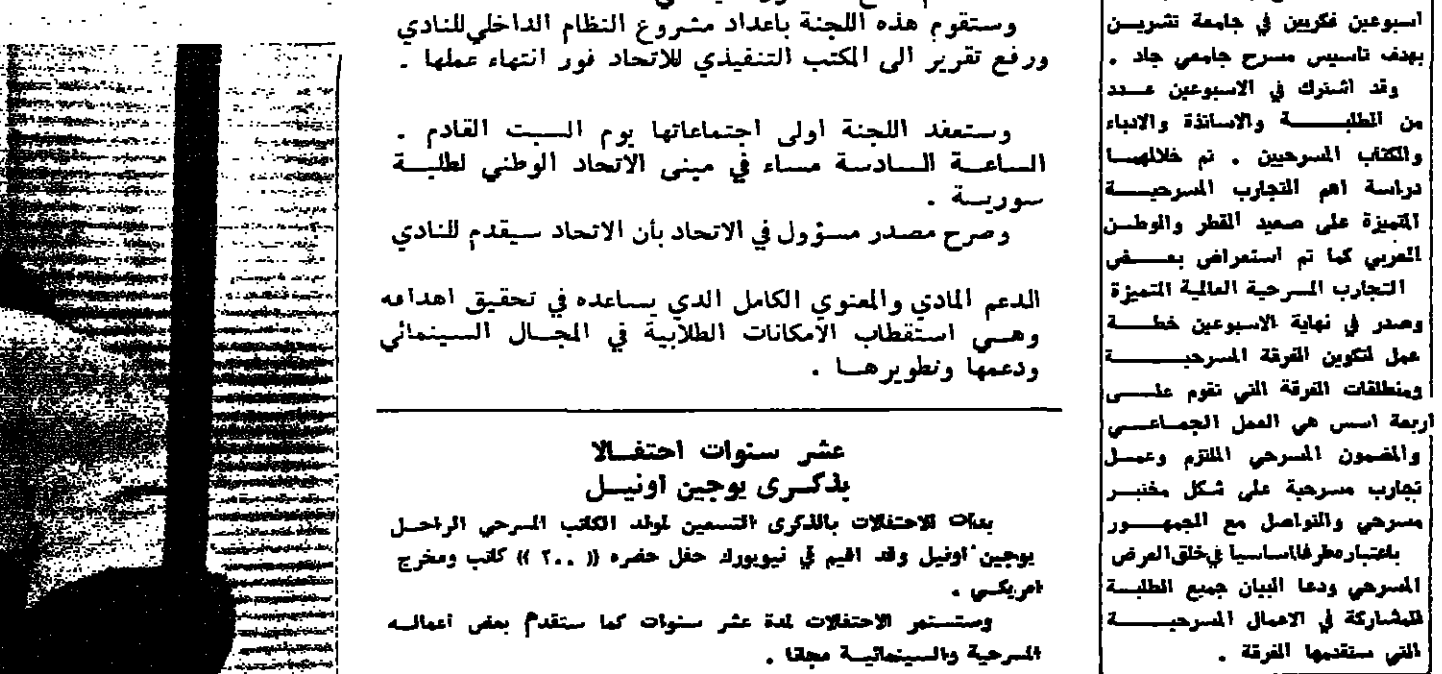 وستقوم هذه اللجنة باعداد مشروع النظام الداخلي للنادي
ورفع تقرير الى المكتب التنفيذي للاتحاد فور انتهاء عملها .
وستعقد اللجنة اولى اجتماعاتها يوم السبت القادم .
الساعة السادسة مساء في مبنى الاتحاد الوطني لطلبة
سورية .
وصرح مصدر مسؤول في الاتحاد بأن الاتحاد سيقدم للنادي
الدعم المادي والمعنوي الكامل الذي يساعده في تحقيق اهدافه
وهي استقطاب الامكانات الطلابية في المجال السينمائي
ودعمها وتطويرها .
عشر سنوات احتفالا
بذكرى يوجين اونيل
بدأت الاحتفالات بالذكرى التسعين لمولد الكاتب المسرحي الراحل
يوجين اونيل وقد اقيم في نيويورك حفل حضره (( ٢٠٠ )) كاتب ومخرج
امريكي .
وستستمر الاحتفالات لمدة عشر سنوات كما ستقدم بعض اعماله
المسرحية والسينمائية مجانا .
اسبوعين فكريين في جامعة تشرين
بهدف تاسيس مسرح جامعي جاد .
وقد اشترك في الاسبوعين عدد
من الطلبة والاساتذة والادباء
والكتاب المسرحيين . تم خلالهما
دراسة اهم التجارب المسرحية
المتميزة على صعيد القطر والوطن
العربي كما تم استعراض بعض
التجارب المسرحية العالمية المتميزة
وصدر في نهاية الاسبوعين خطة
عمل لتكوين الفرقة المسرحية
ومنطلقات الفرقة التي تقوم على
اربعة اسس هي العمل الجماعي
والمضمون المسرحي الملتزم وعمل
تجارب مسرحية على شكل مختبر
مسرحي والتواصل مع الجمهور
باعتباره طرفا اساسيا في خلق العرض
المسرحي ودعا البيان جميع الطلبة
للمشاركة في الاعمال المسرحية
التي ستقدمها الفرقة .